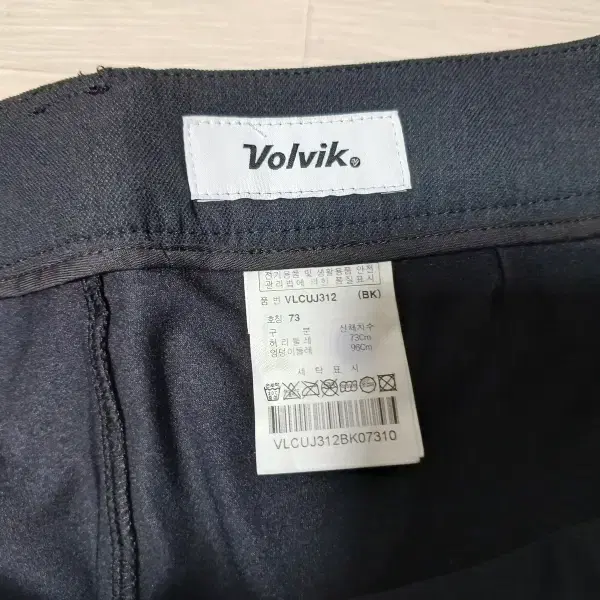 Volvik.
전기용품 및 생활용품 안전
관리법에 의한 품질표시
품 번 VLCUJ312 (BK)
호칭 73
구 분 신체치수
허리둘레 73Cm
엉덩이둘레 96Cm
세 탁 표 시
VLCUJ312BK07310